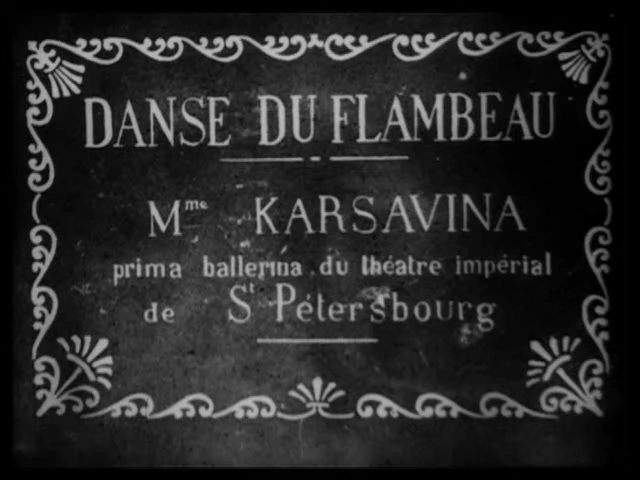 DANSE DU FLAMBEAU
Mme KARSAVINA
prima ballerina du théatre impérial
de St Pétersbourg